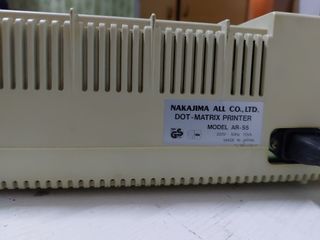 NAKAJIMA ALL CO., LTD.
DOT-MATRIX PRINTER
MODEL AR-55
MADE IN JAPAN